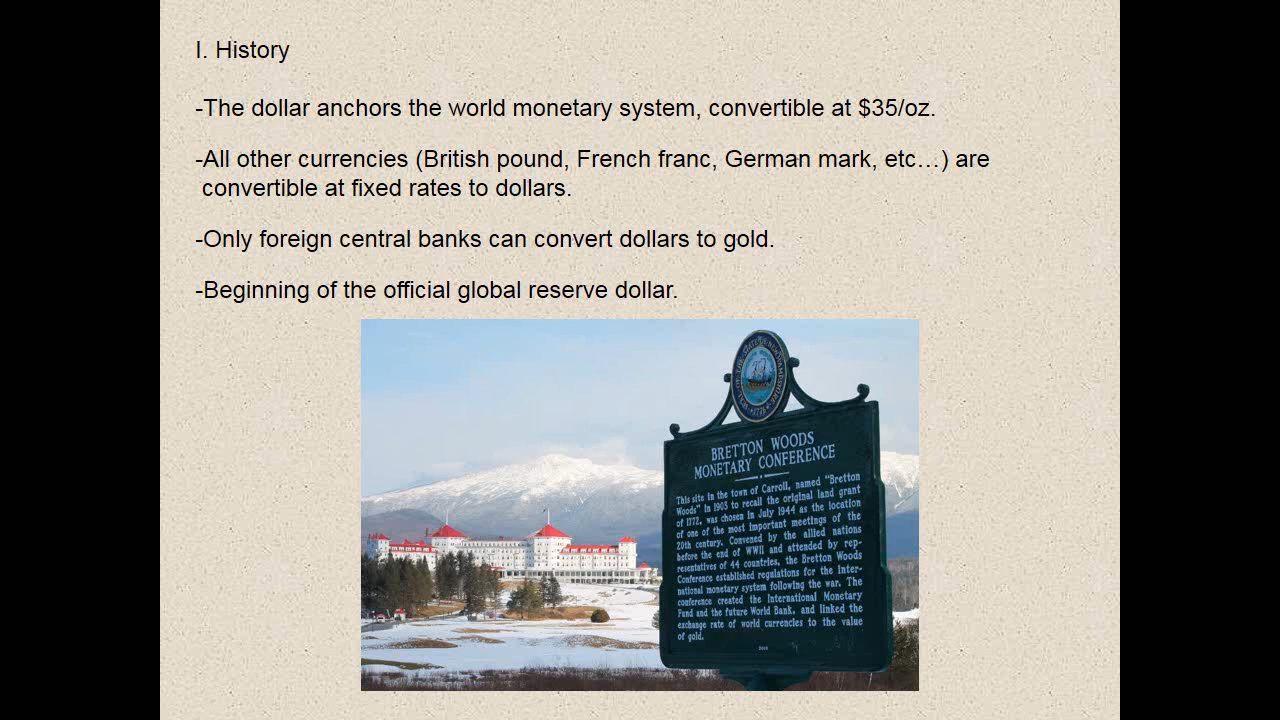 I. History
-The dollar anchors the world monetary system, convertible at $35/oz.
-All other currencies (British pound, French franc, German mark, etc…) are
convertible at fixed rates to dollars.
-Only foreign central banks can convert dollars to gold.
-Beginning of the official global reserve dollar.
BRETTON WOODS
MONETARY CONFERENCE
This site in the town of Carroll, named "Bretton
Woods" in 1903 to recall the original land grant
of 1772, was chosen in July 1944 as the location
of one of the most important meetings of the
20th century. Convened by the allied nations
before the end of WWII and attended by rep-
resentatives of 44 countries, the Bretton Woods
Conference established regulations for the Inter-
national monetary system following the war. The
conference created the International Monetary
Fund and the future World Bank, and linked the
exchange rate of world currencies to the value
of gold.